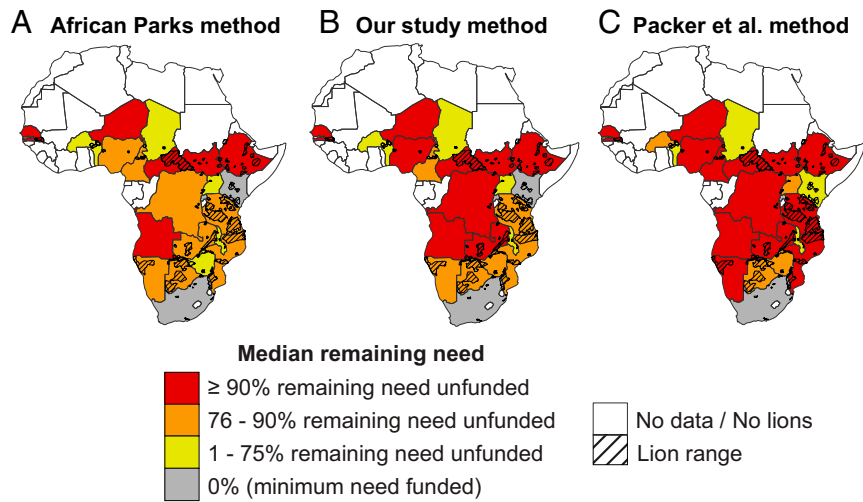 A African Parks method
B Our study method
C Packer et al. method
Median remaining need
≥ 90% remaining need unfunded
76 - 90% remaining need unfunded
1 - 75% remaining need unfunded
0% (minimum need funded)
No data / No lions
Lion range